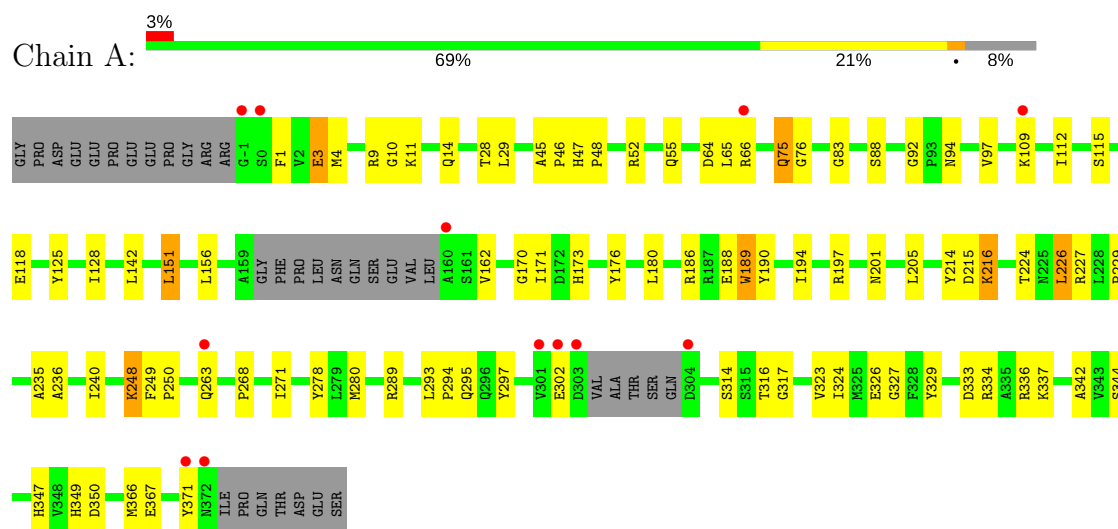 3%
Chain A:
69% 21% • 8%
GLY PRO ASP GLU GLU PRO GLU GLU PRO GLY ARG ARG G-1 S0 F1 V2 E3 M4 R9 G10 K11 Q14 T28 L29 A45 P46 H47 P48 R52 Q55 D64 L65 R66 Q75 G76 G83 S88 G92 P93 N94 V97 K109 I112 S115
E118 Y125 I128 L142 L151 L156 A159 GLY PHE PRO LEU ASN GLN SER GLU VAL LEU A160 S161 V162 G170 I171 D172 H173 Y176 L180 R186 R187 E188 W189 Y190 I194 R197 N201 L205 Y214 D215 K216 T224 N225 L226 R227 L228
A235 A236 I240 K248 F249 P250 Q263 P268 I271 Y278 L279 M280 R289 L293 P294 Q295 Q296 Y297 V301 E302 D303 VAL ALA THR SER GLN D304 S314 S315 T316 G317 V323 I324 M325 E326 G327 F328 Y329 D333 R334 A335 R336 K337 A342 V343 S344
H347 V348 H349 D350 M366 E367 Y371 N372 ILE PRO GLN THR ASP GLU SER